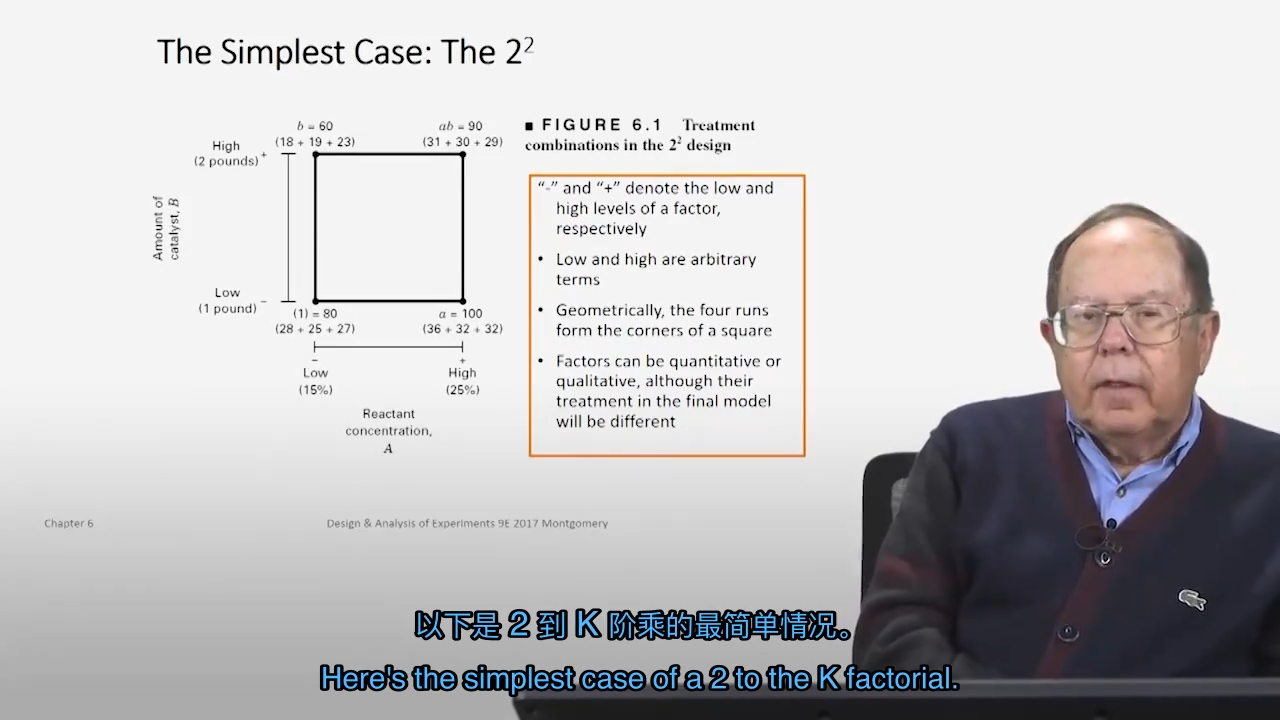 The Simplest Case: The 2²
b = 60
(18 + 19 + 23)
ab = 90
(31 + 30 + 29)
High
(2 pounds)
+
Amount of
catalyst, B
Low
(1 pound)
−
(1) = 80
(28 + 25 + 27)
a = 100
(36 + 32 + 32)
−
Low
(15%)
+
High
(25%)
Reactant
concentration,
A
■ FIGURE 6.1 Treatment
combinations in the 2² design
“-” and “+” denote the low and
high levels of a factor,
respectively
• Low and high are arbitrary
terms
• Geometrically, the four runs
form the corners of a square
• Factors can be quantitative or
qualitative, although their
treatment in the final model
will be different
Chapter 6
Design & Analysis of Experiments 9E 2017 Montgomery
以下是 2 到 K 阶乘的最简单情况。
Here's the simplest case of a 2 to the K factorial.